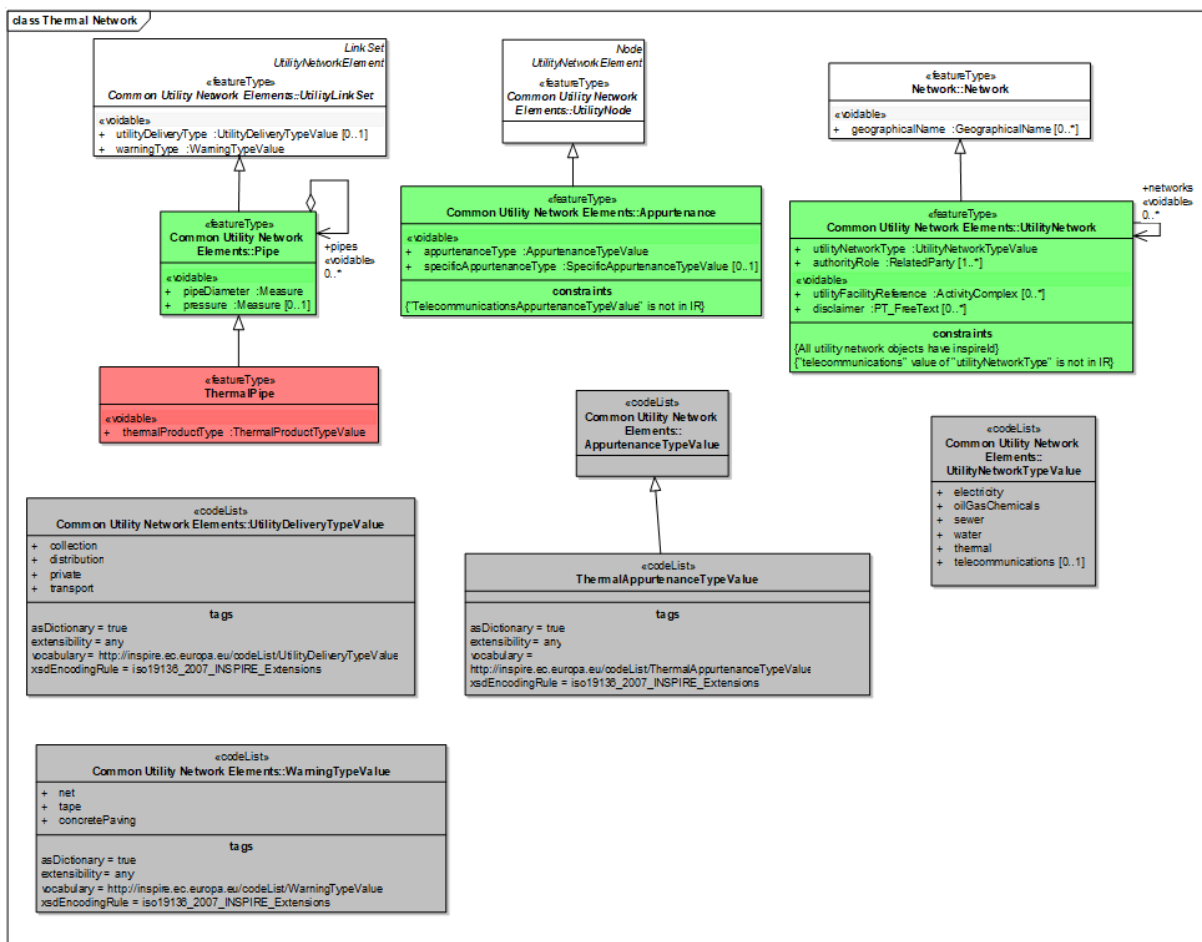 class Thermal Network
LinkSet
UtilityNetworkElement
«featureType»
Common Utility Network Elements::UtilityLinkSet
«voidable»
+ utilityDeliveryType :UtilityDeliveryTypeValue [0..1]
+ warningType :WarningTypeValue
Node
UtilityNetworkElement
«featureType»
Common Utility Network
Elements::UtilityNode
«featureType»
Network::Network
«voidable»
+ geographicalName :GeographicalName [0..*]
«featureType»
Common Utility Network
Elements::Pipe
«voidable»
+ pipeDiameter :Measure
+ pressure :Measure [0..1]
+pipes
«voidable»
0..*
«featureType»
Common Utility Network Elements::Appurtenance
«voidable»
+ appurtenanceType :AppurtenanceTypeValue
+ specificAppurtenanceType :SpecificAppurtenanceTypeValue [0..1]
constraints
{"TelecommunicationsAppurtenanceTypeValue" is not in IR}
+networks
«voidable»
0..*
«featureType»
Common Utility Network Elements::UtilityNetwork
+ utilityNetworkType :UtilityNetworkTypeValue
+ authorityRole :RelatedParty [1..*]
«voidable»
+ utilityFacilityReference :ActivityComplex [0..*]
+ disclaimer :PT_FreeText [0..*]
constraints
{All utility network objects have inspireId}
{"telecommunications" value of "utilityNetworkType" is not in IR}
«featureType»
ThermalPipe
«voidable»
+ thermalProductType :ThermalProductTypeValue
«codeList»
Common Utility Network
Elements::
AppurtenanceTypeValue
«codeList»
Common Utility Network
Elements::
UtilityNetworkTypeValue
+ electricity
+ oilGasChemicals
+ sewer
+ water
+ thermal
+ telecommunications [0..1]
«codeList»
Common Utility Network Elements::UtilityDeliveryTypeValue
+ collection
+ distribution
+ private
+ transport
tags
asDictionary = true
extensibility = any
vocabulary = http://inspire.ec.europa.eu/codeList/UtilityDeliveryTypeValue
xsdEncodingRule = iso19136_2007_INSPIRE_Extensions
«codeList»
ThermalAppurtenanceTypeValue
tags
asDictionary = true
extensibility = any
vocabulary =
http://inspire.ec.europa.eu/codeList/ThermalAppurtenanceTypeValue
xsdEncodingRule = iso19136_2007_INSPIRE_Extensions
«codeList»
Common Utility Network Elements::WarningTypeValue
+ net
+ tape
+ concretePaving
tags
asDictionary = true
extensibility = any
vocabulary = http://inspire.ec.europa.eu/codeList/WarningTypeValue
xsdEncodingRule = iso19136_2007_INSPIRE_Extensions